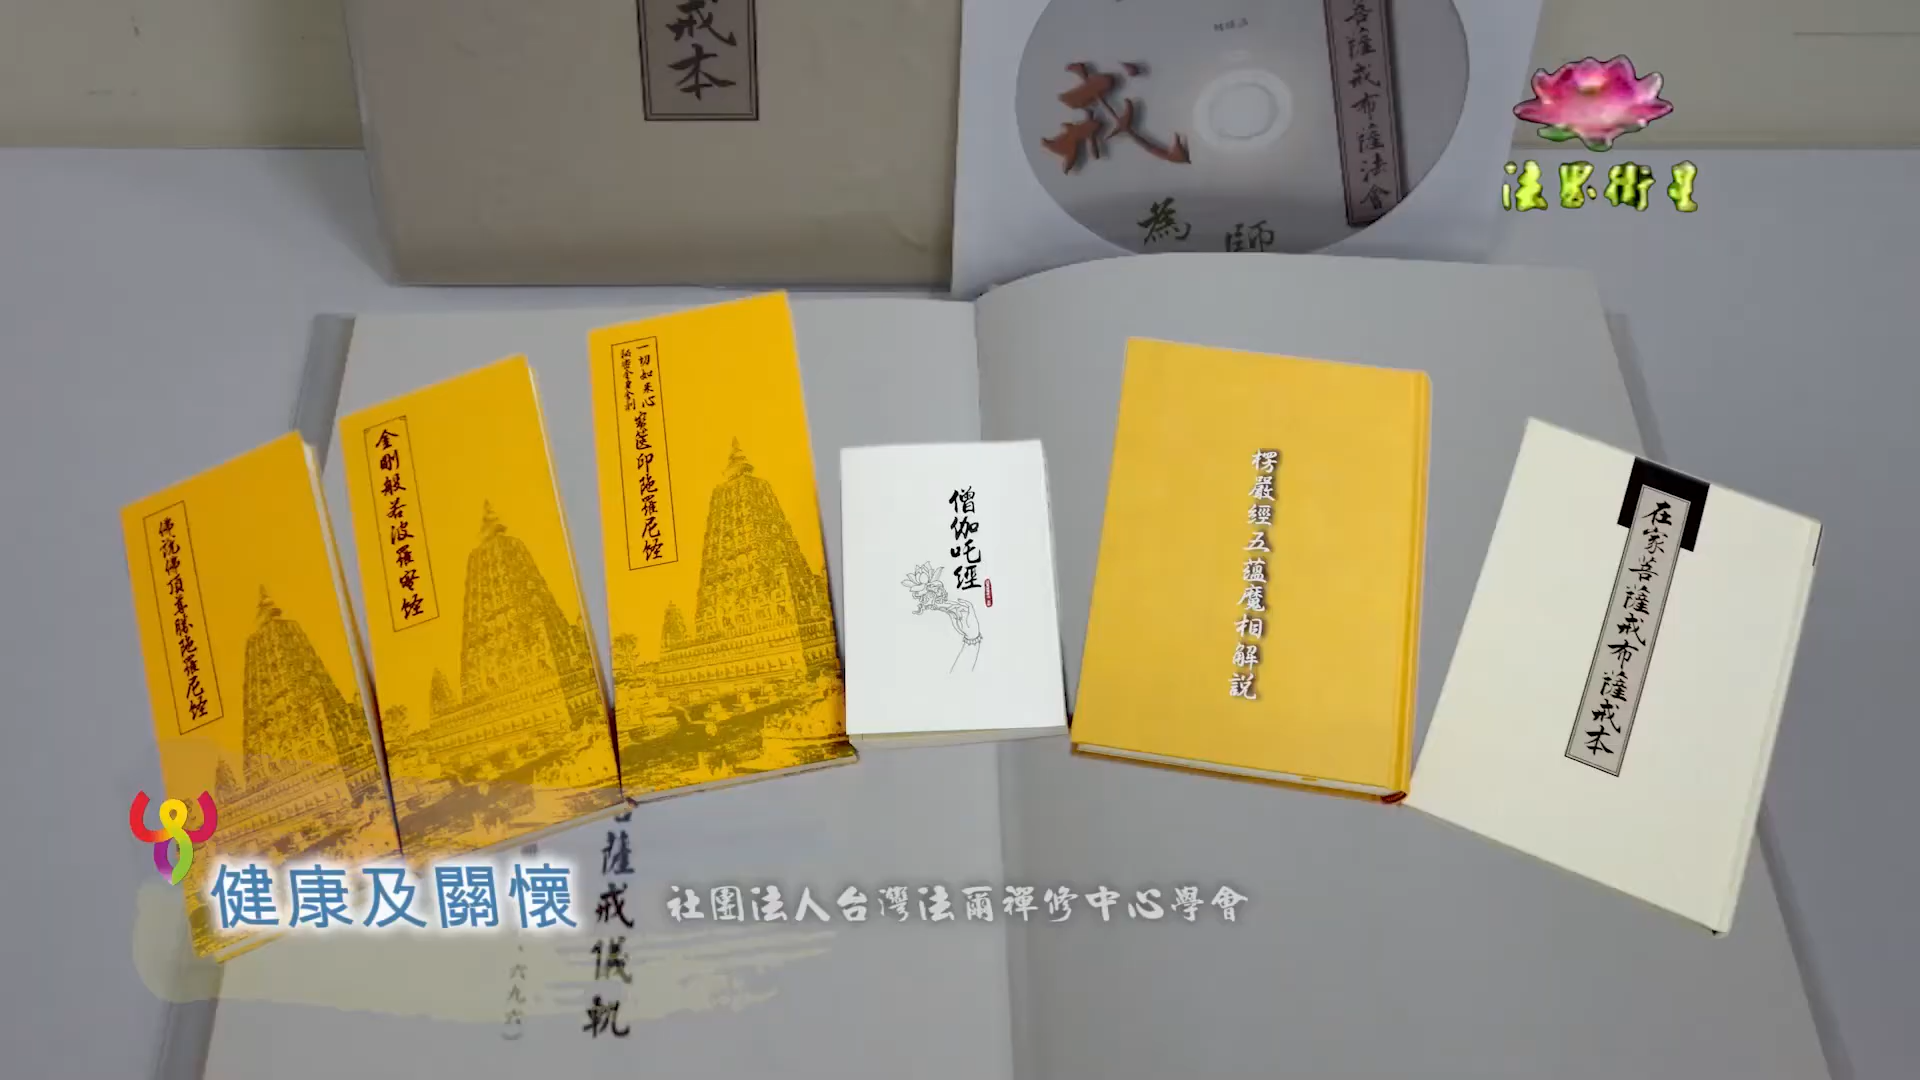 戒本
菩薩戒布薩法會
戒
為師
法界衛星
佛說佛頂尊勝陀羅尼經
金剛般若波羅蜜經
一切如來心
秘密全身舍利
寶篋印陀羅尼經
僧伽吒經
楞嚴經五蘊魔相解說
在家菩薩戒布薩戒本
薩戒儀軌
六九六）
健康及關懷
社團法人台灣法爾禪修中心學會